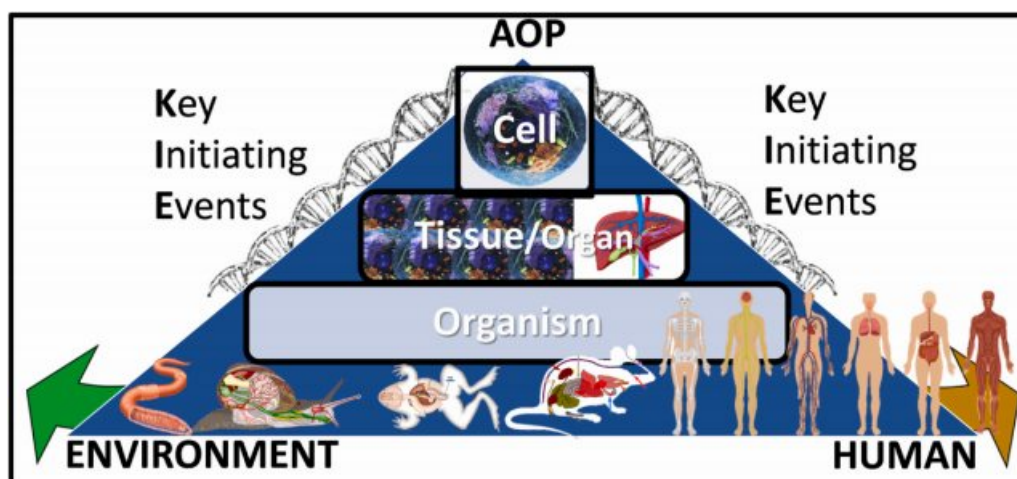 AOP
Key
Initiating
Events
Key
Initiating
Events
Cell
Tissue/Organ
Organism
ENVIRONMENT
HUMAN